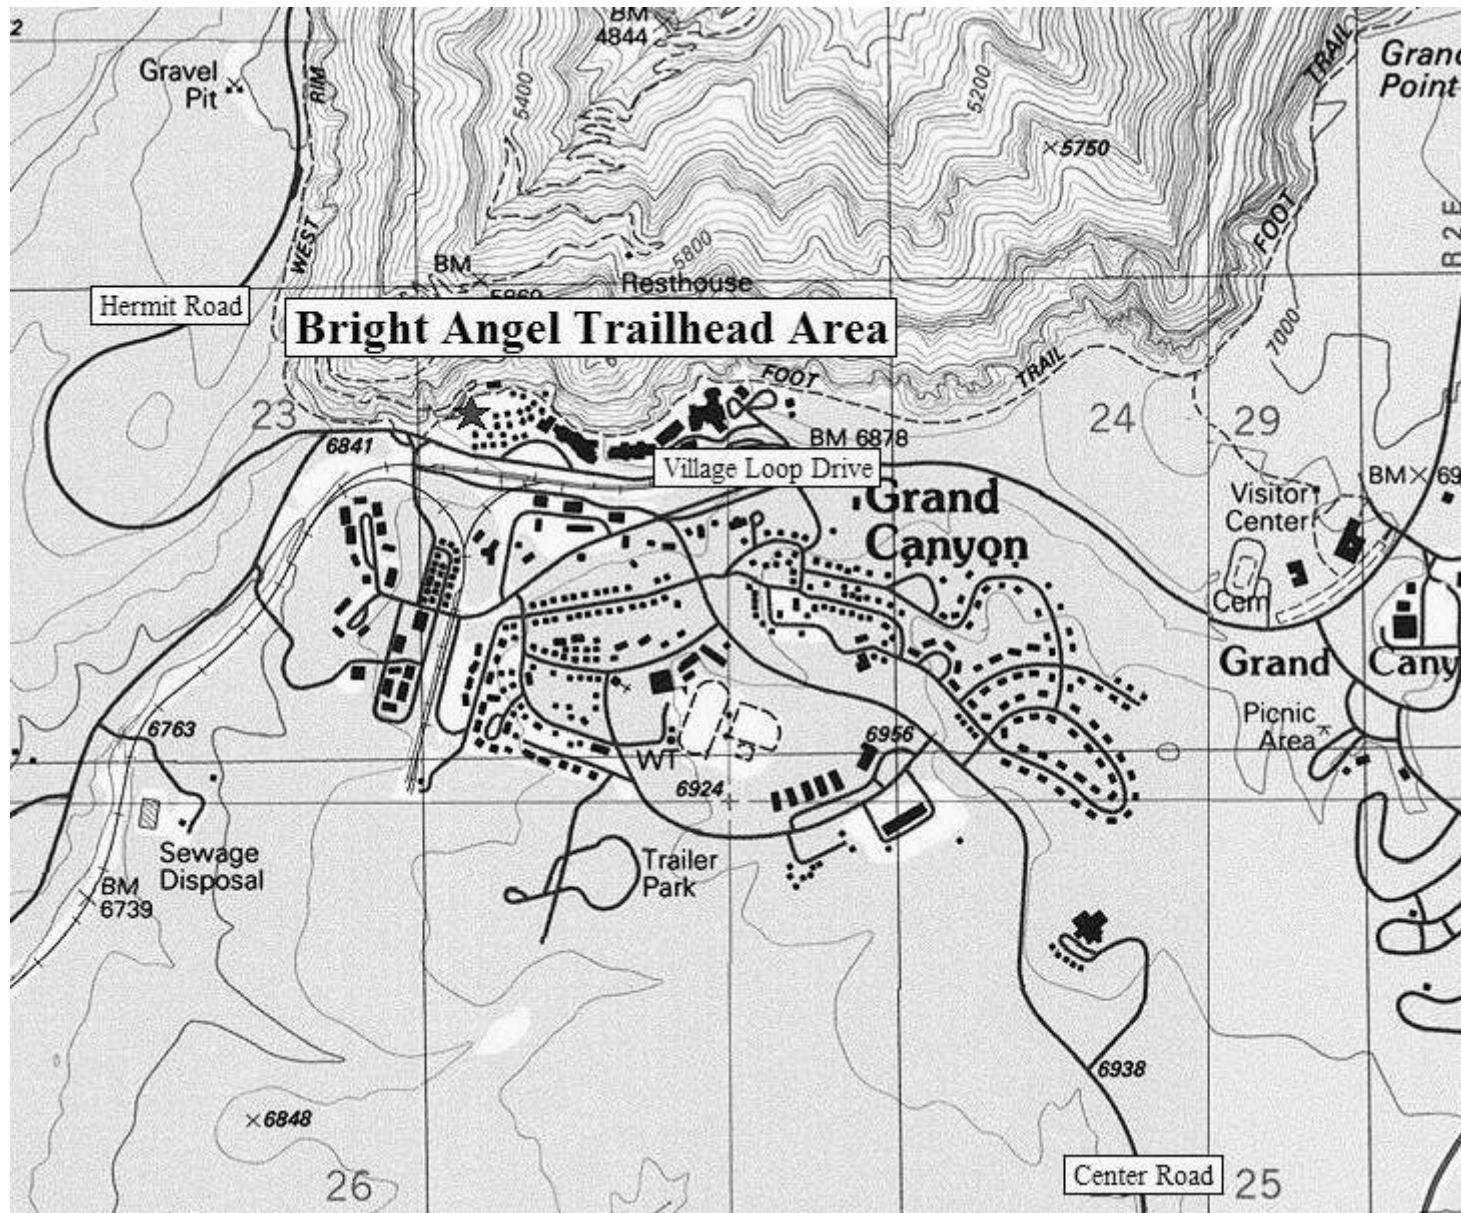 2
BM
4844
Gravel
Pit
RIM
WEST
5400
5200
5750
TRAIL
FOOT
Grand
Point
R 2 E
BM
5800
Resthouse
7000
Hermit Road
Bright Angel Trailhead Area
FOOT
TRAIL
23
24
29
6841
BM 6878
Village Loop Drive
BM 69
Grand
Canyon
Visitor
Center
Cem
Grand Cany
6763
Picnic
Area
6956
WT
6924
Sewage
Disposal
Trailer
Park
BM
6739
6938
6848
26
Center Road
25